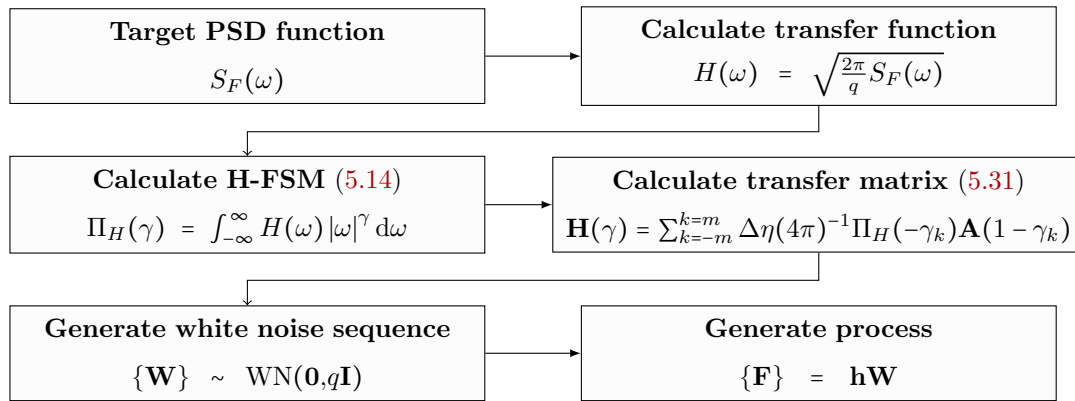 Target PSD function
S_F(ω)
Calculate transfer function
H(ω) = √(2π/q S_F(ω))
Calculate H-FSM (5.14)
Π_H(γ) = ∫_{-∞}^{∞} H(ω) |ω|^γ dω
Calculate transfer matrix (5.31)
𝐇(γ) = ∑_{k=-m}^{k=m} Δη(4π)^{-1} Π_H(-γ_k)𝐀(1 - γ_k)
Generate white noise sequence
{𝐖} ~ WN(𝟎,q𝐈)
Generate process
{𝐅} = 𝐡𝐖